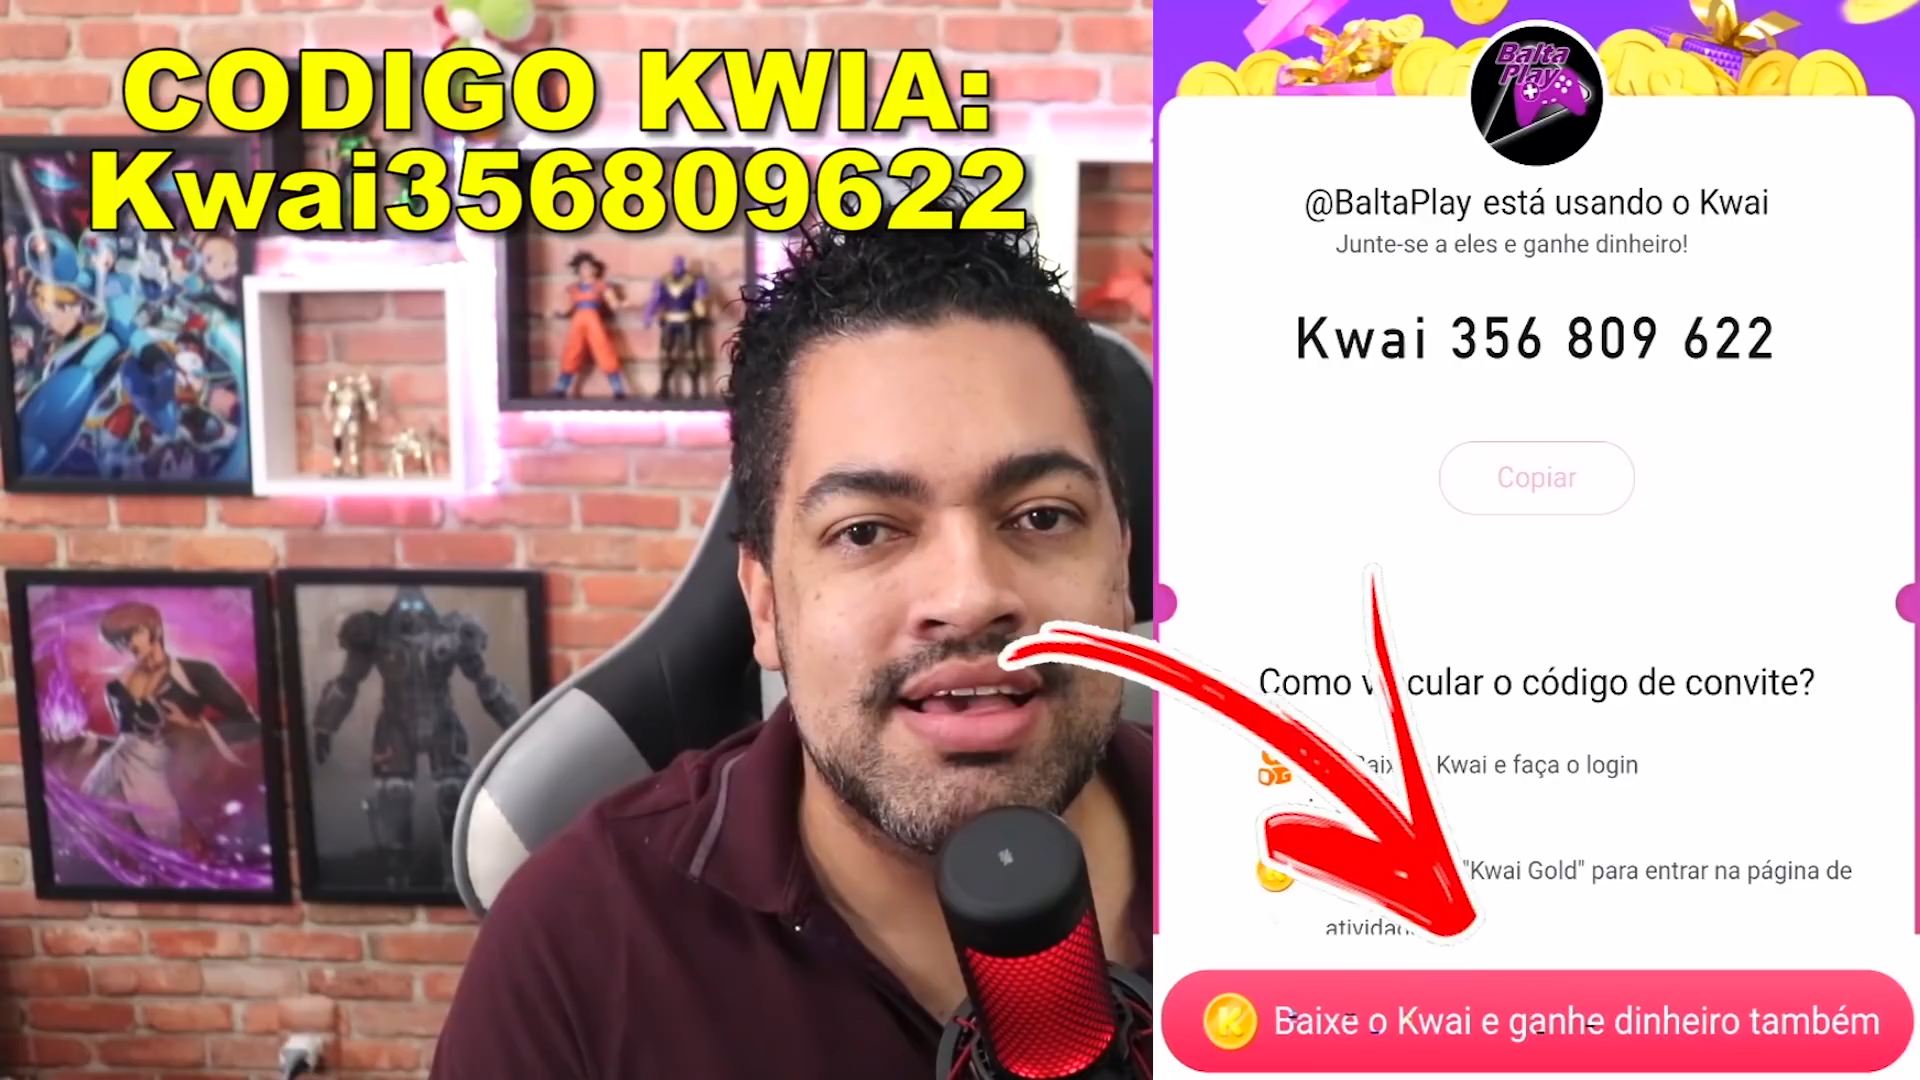 CODIGO KWIA:
Kwai356809622
Balta
Play
@BaltaPlay está usando o Kwai
Junte-se a eles e ganhe dinheiro!
Kwai 356 809 622
Copiar
Como cular o código de convite?
Kwai e faça o login
"Kwai Gold" para entrar na página de
Baixe o Kwai e ganhe dinheiro também